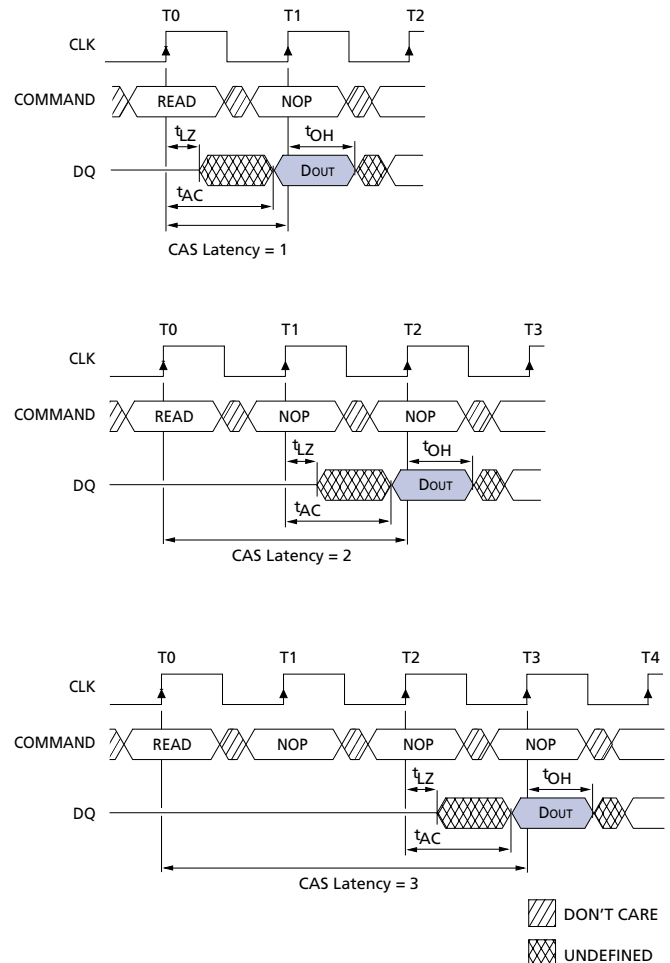 T0 T1 T2
CLK
COMMAND READ NOP
tLZ tOH
DQ DOUT
tAC
CAS Latency = 1
T0 T1 T2 T3
CLK
COMMAND READ NOP NOP
tLZ tOH
DQ DOUT
tAC
CAS Latency = 2
T0 T1 T2 T3 T4
CLK
COMMAND READ NOP NOP NOP
tLZ tOH
DQ DOUT
tAC
CAS Latency = 3
DON'T CARE
UNDEFINED